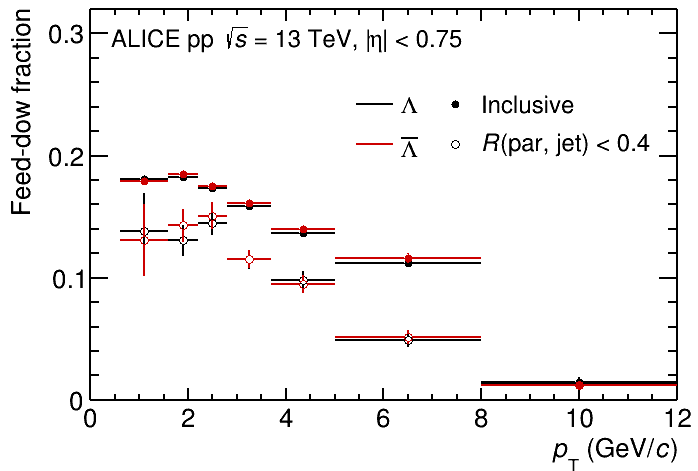 Feed-dow fraction
0.3
0.2
0.1
0
ALICE pp √s = 13 TeV, |η| < 0.75
Λ Inclusive
Λ̅ R(par, jet) < 0.4
0 2 4 6 8 10 12
p_T (GeV/c)